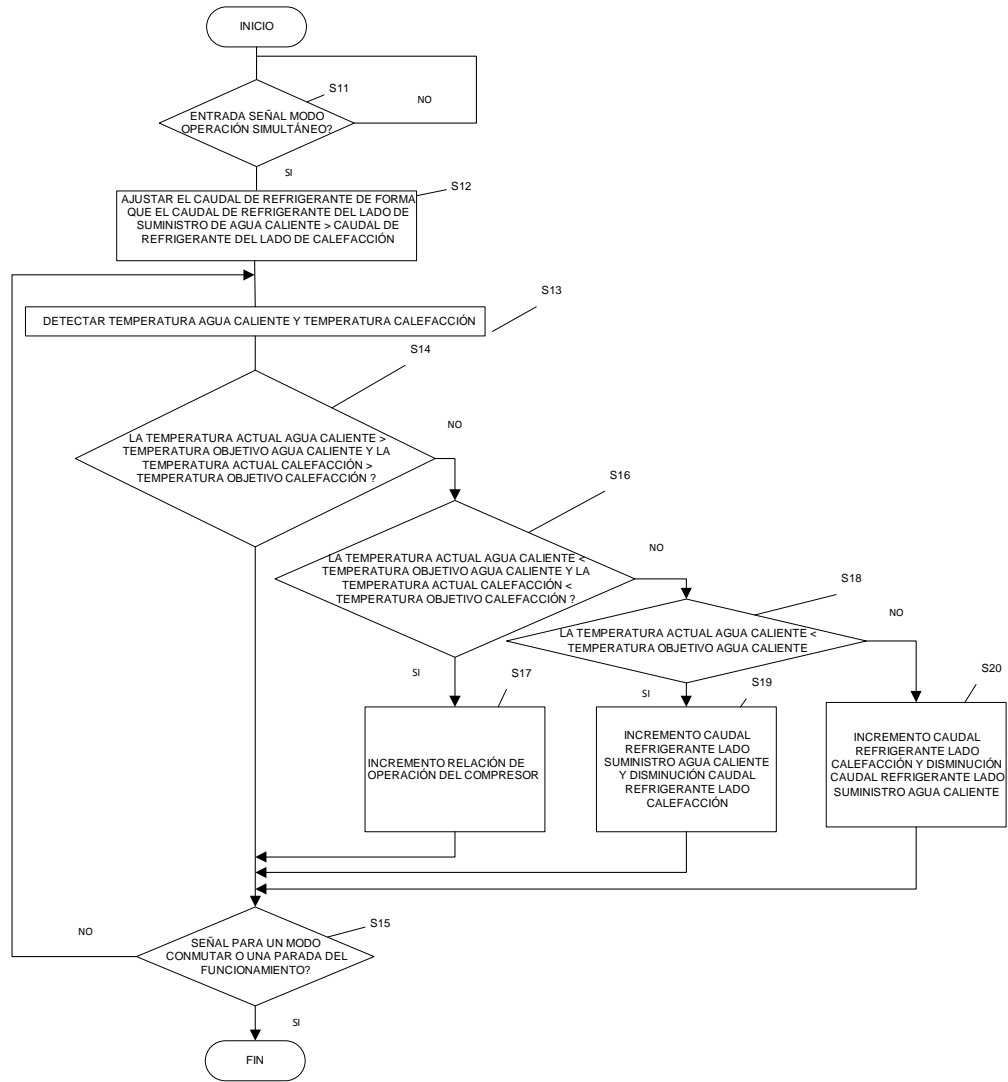 INICIO
S11
NO
ENTRADA SEÑAL MODO
OPERACIÓN SIMULTÁNEO?
SI
S12
AJUSTAR EL CAUDAL DE REFRIGERANTE DE FORMA
QUE EL CAUDAL DE REFRIGERANTE DEL LADO DE
SUMINISTRO DE AGUA CALIENTE > CAUDAL DE
REFRIGERANTE DEL LADO DE CALEFACCIÓN
S13
DETECTAR TEMPERATURA AGUA CALIENTE Y TEMPERATURA CALEFACCIÓN
S14
NO
LA TEMPERATURA ACTUAL AGUA CALIENTE >
TEMPERATURA OBJETIVO AGUA CALIENTE Y LA
TEMPERATURA ACTUAL CALEFACCIÓN >
TEMPERATURA OBJETIVO CALEFACCIÓN ?
S16
NO
LA TEMPERATURA ACTUAL AGUA CALIENTE <
TEMPERATURA OBJETIVO AGUA CALIENTE Y LA
TEMPERATURA ACTUAL CALEFACCIÓN <
TEMPERATURA OBJETIVO CALEFACCIÓN ?
S18
NO
LA TEMPERATURA ACTUAL AGUA CALIENTE <
TEMPERATURA OBJETIVO AGUA CALIENTE
SI
S17
INCREMENTO RELACIÓN DE
OPERACIÓN DEL COMPRESOR
SI
S19
INCREMENTO CAUDAL
REFRIGERANTE LADO
SUMINISTRO AGUA CALIENTE
Y DISMINUCIÓN CAUDAL
REFRIGERANTE LADO
CALEFACCIÓN
S20
INCREMENTO CAUDAL
REFRIGERANTE LADO
CALEFACCIÓN Y DISMINUCIÓN
CAUDAL REFRIGERANTE LADO
SUMINISTRO AGUA CALIENTE
NO
S15
SEÑAL PARA UN MODO
CONMUTAR O UNA PARADA DEL
FUNCIONAMIENTO?
SI
FIN